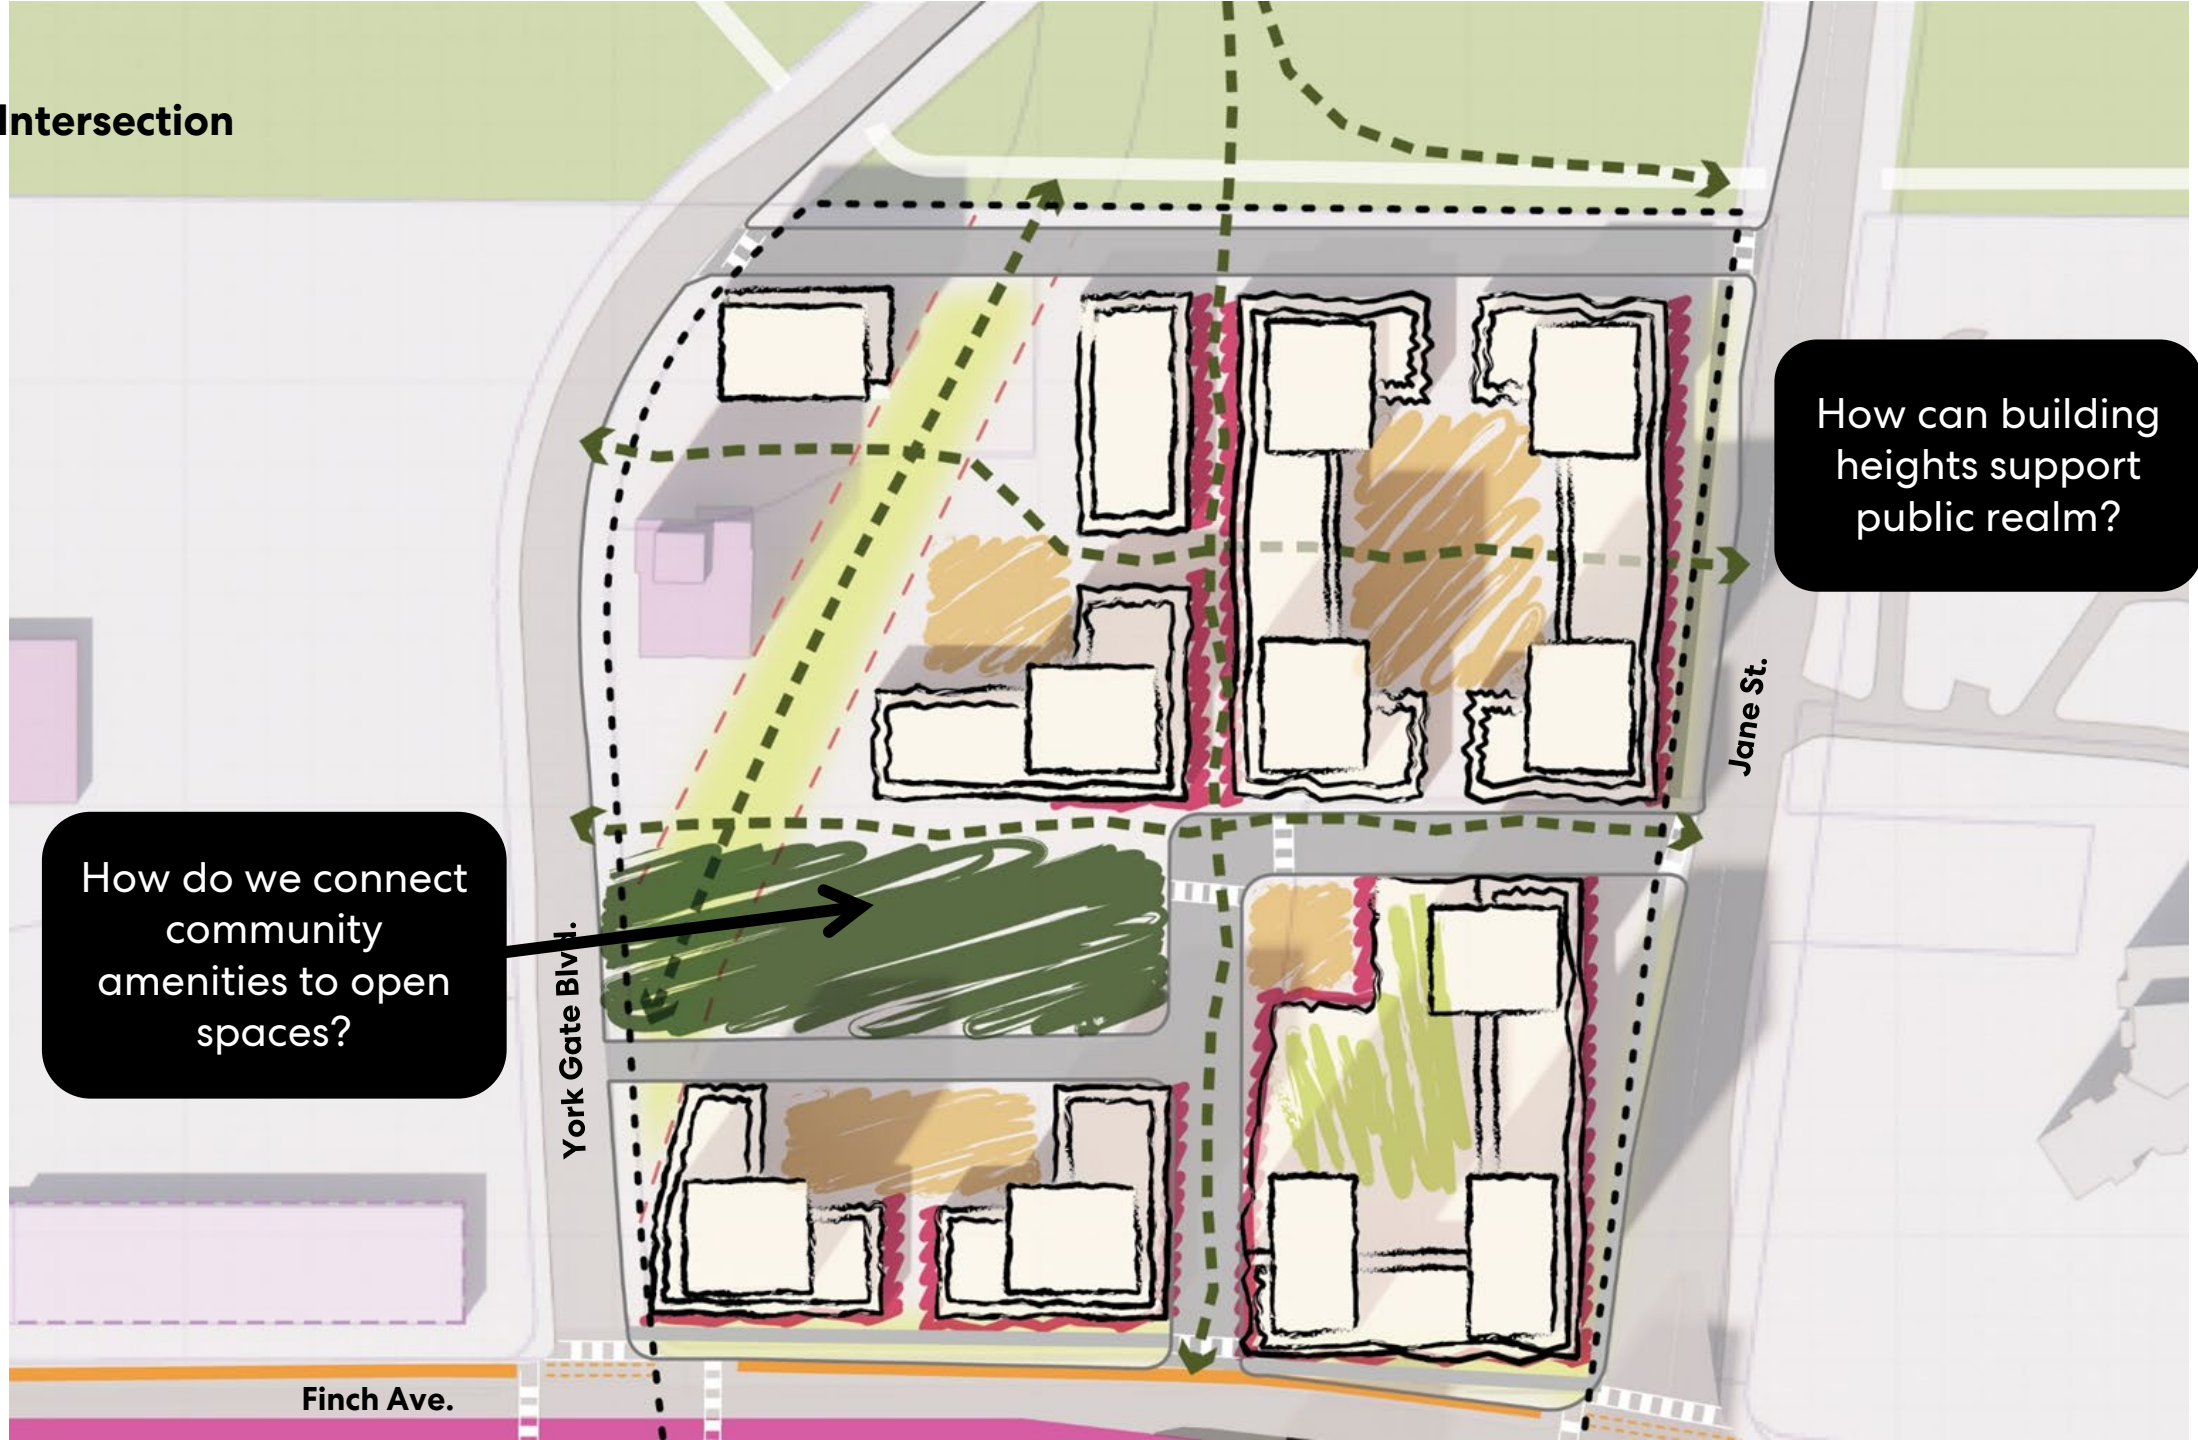 Intersection
How can building
heights support
public realm?
Jane St.
How do we connect
community
amenities to open
spaces?
York Gate Blvd.
Finch Ave.